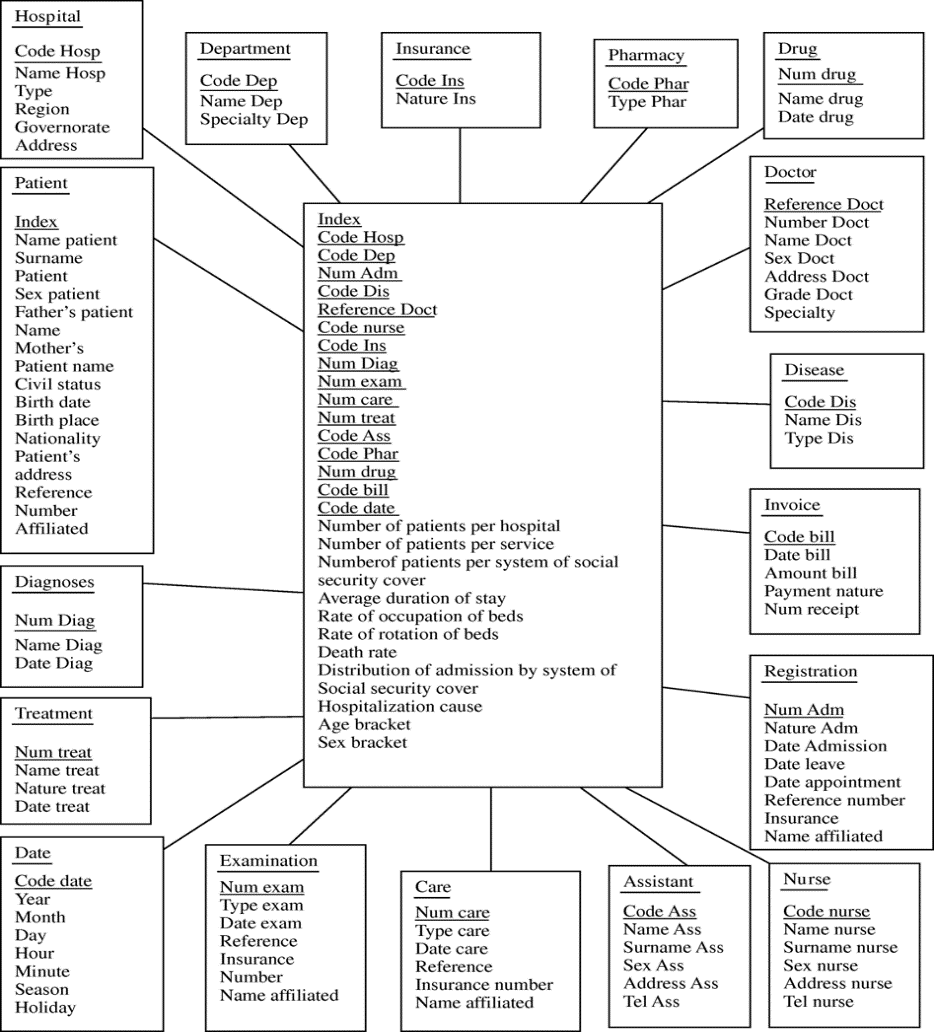 Hospital
Code Hosp
Name Hosp
Type
Region
Governorate
Address
Department
Code Dep
Name Dep
Specialty Dep
Insurance
Code Ins
Nature Ins
Pharmacy
Code Phar
Type Phar
Drug
Num drug
Name drug
Date drug
Patient
Index
Name patient
Surname
Patient
Sex patient
Father's patient
Name
Mother's
Patient name
Civil status
Birth date
Birth place
Nationality
Patient's
address
Reference
Number
Affiliated
Index
Code Hosp
Code Dep
Num Adm
Code Dis
Reference Doct
Code nurse
Code Ins
Num Diag
Num exam
Num care
Num treat
Code Ass
Code Phar
Num drug
Code bill
Code date
Number of patients per hospital
Number of patients per service
Numberof patients per system of social
security cover
Average duration of stay
Rate of occupation of beds
Rate of rotation of beds
Death rate
Distribution of admission by system of
Social security cover
Hospitalization cause
Age bracket
Sex bracket
Doctor
Reference Doct
Number Doct
Name Doct
Sex Doct
Address Doct
Grade Doct
Specialty
Disease
Code Dis
Name Dis
Type Dis
Invoice
Code bill
Date bill
Amount bill
Payment nature
Num receipt
Diagnoses
Num Diag
Name Diag
Date Diag
Registration
Num Adm
Nature Adm
Date Admission
Date leave
Date appointment
Reference number
Insurance
Name affiliated
Treatment
Num treat
Name treat
Nature treat
Date treat
Date
Code date
Year
Month
Day
Hour
Minute
Season
Holiday
Examination
Num exam
Type exam
Date exam
Reference
Insurance
Number
Name affiliated
Care
Num care
Type care
Date care
Reference
Insurance number
Name affiliated
Assistant
Code Ass
Name Ass
Surname Ass
Sex Ass
Address Ass
Tel Ass
Nurse
Code nurse
Name nurse
Surname nurse
Sex nurse
Address nurse
Tel nurse